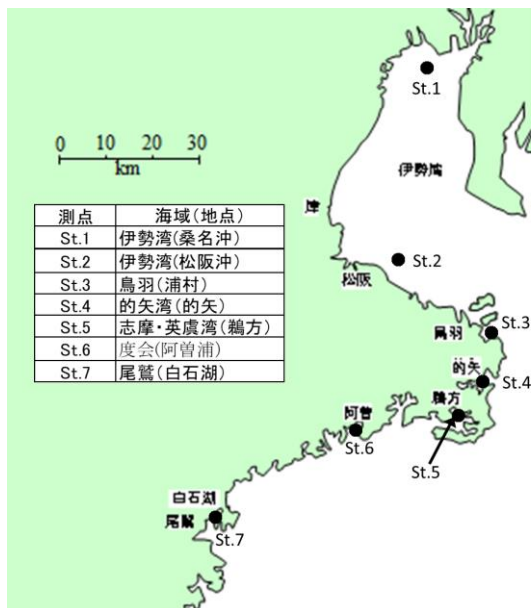 St.1
0 10 20 30
km
伊勢湾
津
測点 海域(地点)
St.1 伊勢湾(桑名沖)
St.2 伊勢湾(松阪沖)
St.3 鳥羽(浦村)
St.4 的矢湾(的矢)
St.5 志摩・英虞湾(鵜方)
St.6 度会(阿曽浦)
St.7 尾鷲(白石湖)
St.2
松阪
St.3
鳥羽
的矢
St.4
鵜方
阿曽
St.6
St.5
白石湖
尾鷲
St.7